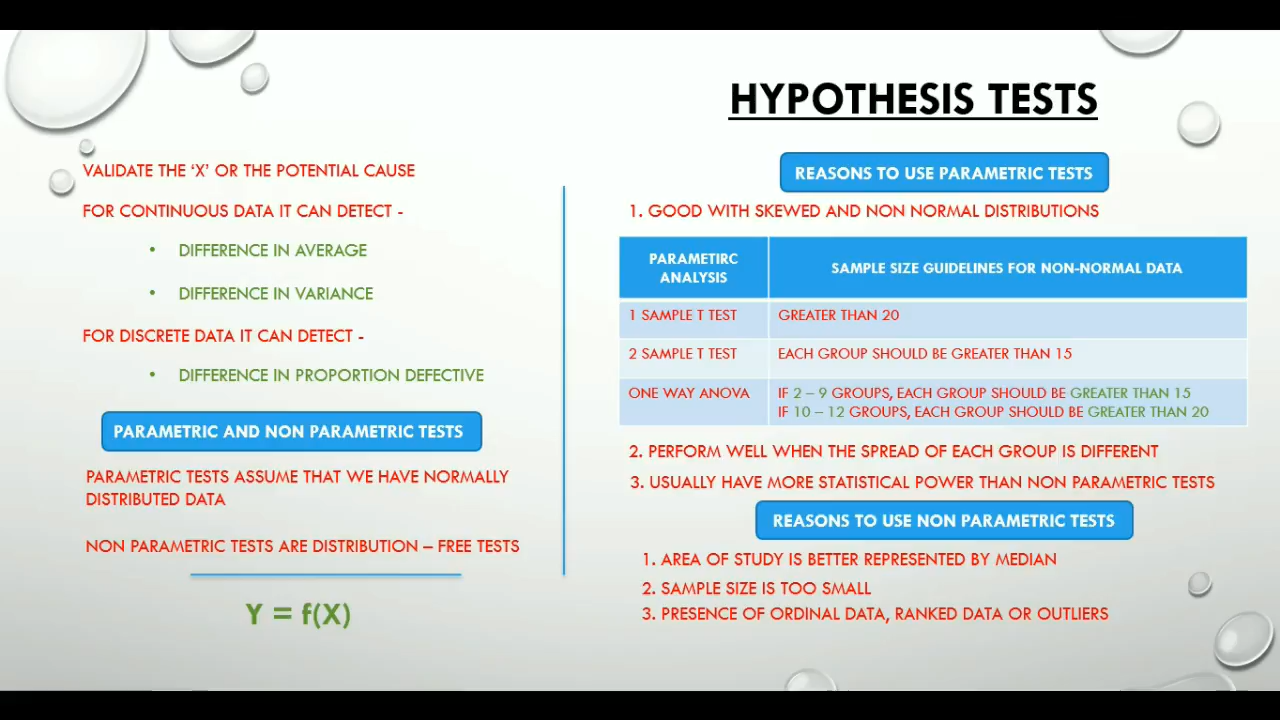 HYPOTHESIS TESTS
VALIDATE THE ‘X’ OR THE POTENTIAL CAUSE
FOR CONTINUOUS DATA IT CAN DETECT -
• DIFFERENCE IN AVERAGE
• DIFFERENCE IN VARIANCE
FOR DISCRETE DATA IT CAN DETECT -
• DIFFERENCE IN PROPORTION DEFECTIVE
PARAMETRIC AND NON PARAMETRIC TESTS
PARAMETRIC TESTS ASSUME THAT WE HAVE NORMALLY
DISTRIBUTED DATA
NON PARAMETRIC TESTS ARE DISTRIBUTION – FREE TESTS
Y = f(X)
REASONS TO USE PARAMETRIC TESTS
1. GOOD WITH SKEWED AND NON NORMAL DISTRIBUTIONS
PARAMETIRC
ANALYSIS
SAMPLE SIZE GUIDELINES FOR NON-NORMAL DATA
1 SAMPLE T TEST
GREATER THAN 20
2 SAMPLE T TEST
EACH GROUP SHOULD BE GREATER THAN 15
ONE WAY ANOVA
IF 2 – 9 GROUPS, EACH GROUP SHOULD BE GREATER THAN 15
IF 10 – 12 GROUPS, EACH GROUP SHOULD BE GREATER THAN 20
2. PERFORM WELL WHEN THE SPREAD OF EACH GROUP IS DIFFERENT
3. USUALLY HAVE MORE STATISTICAL POWER THAN NON PARAMETRIC TESTS
REASONS TO USE NON PARAMETRIC TESTS
1. AREA OF STUDY IS BETTER REPRESENTED BY MEDIAN
2. SAMPLE SIZE IS TOO SMALL
3. PRESENCE OF ORDINAL DATA, RANKED DATA OR OUTLIERS